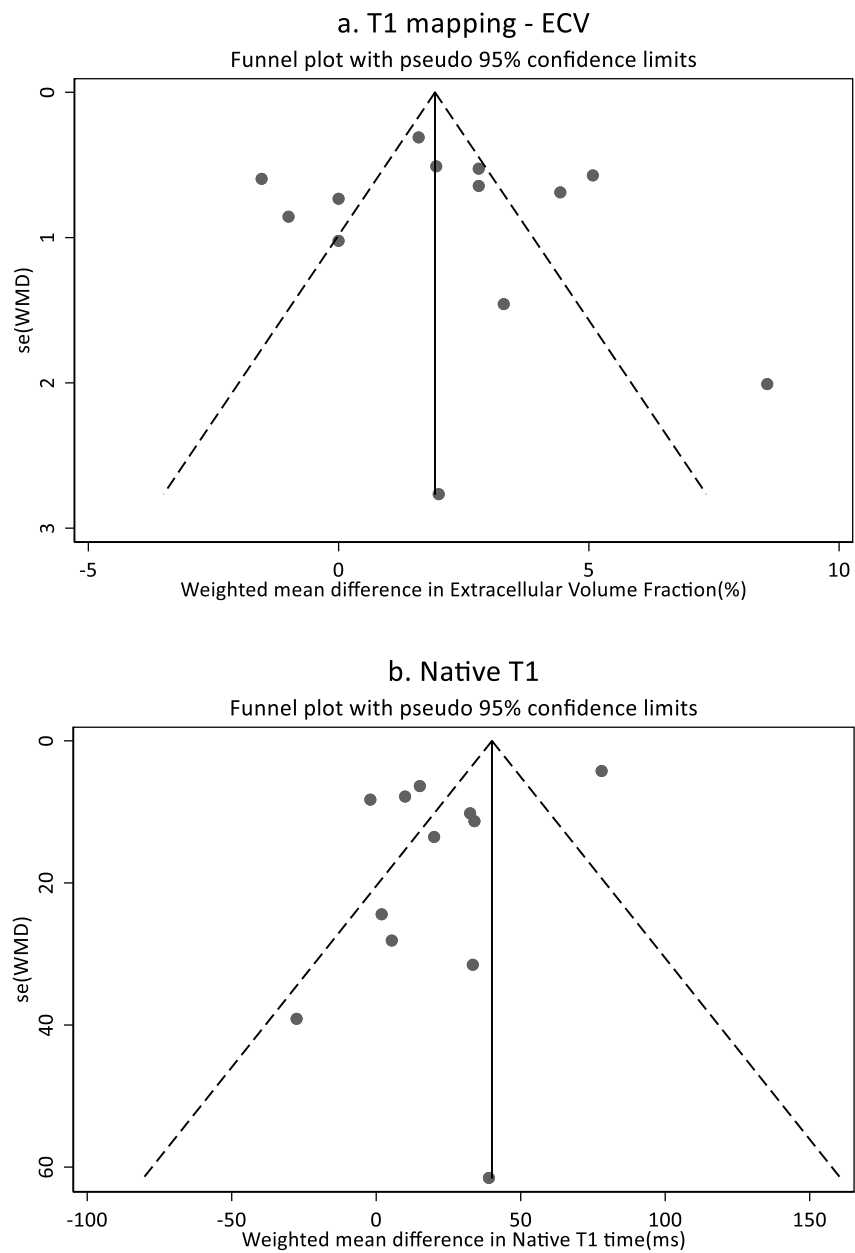 a. T1 mapping - ECV
Funnel plot with pseudo 95% confidence limits
0
1
2
3
se(WMD)
-5 0 5 10
Weighted mean difference in Extracellular Volume Fraction(%)
b. Native T1
Funnel plot with pseudo 95% confidence limits
0
20
40
60
se(WMD)
-100 -50 0 50 100 150
Weighted mean difference in Native T1 time(ms)